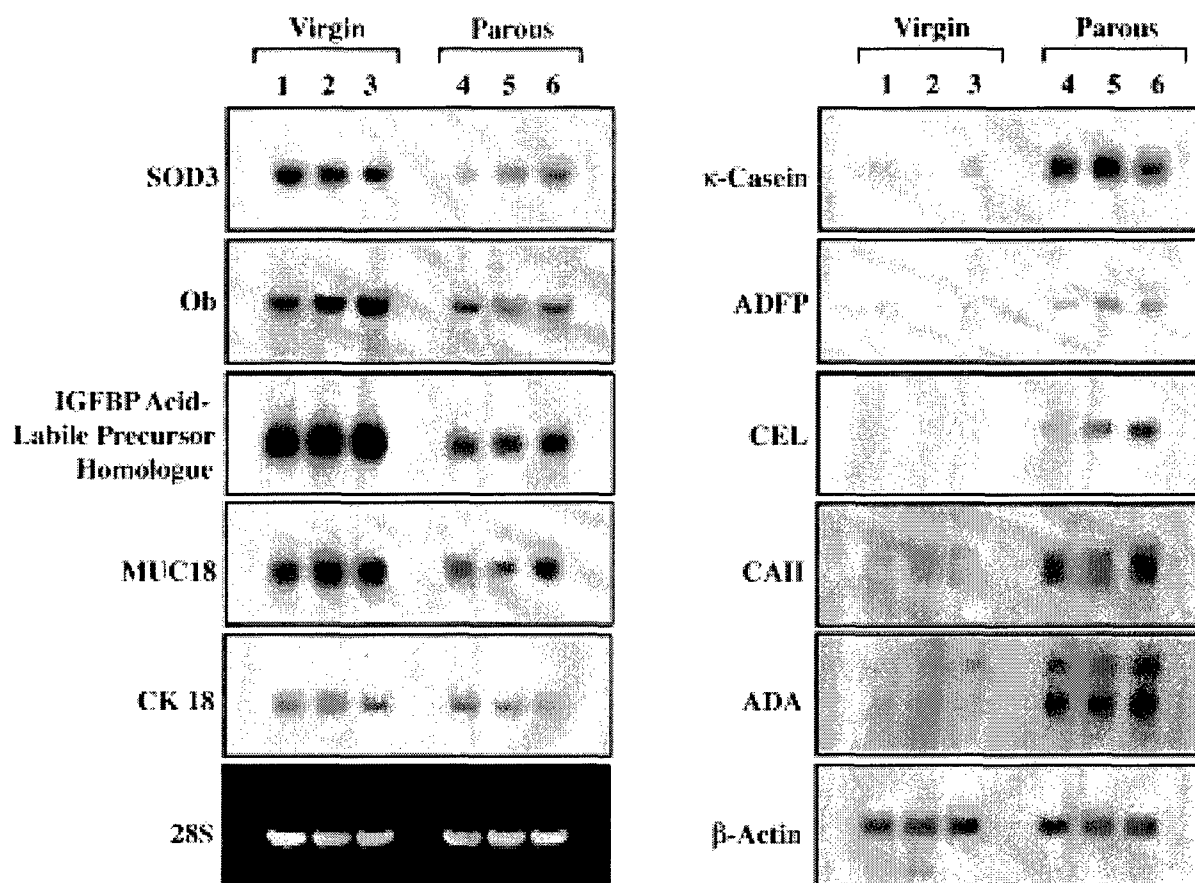 Virgin Parous
1 2 3 4 5 6
SOD3
Ob
IGFBP Acid-
Labile Precursor
Homologue
MUC18
CK 18
28S
Virgin Parous
1 2 3 4 5 6
κ-Casein
ADFP
CEL
CAII
ADA
β-Actin